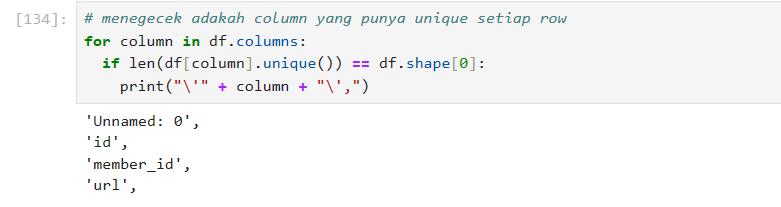 [134]: # menegecek adakah column yang punya unique setiap row
for column in df.columns:
  if len(df[column].unique()) == df.shape[0]:
    print("\'" + column + "\',")
'Unnamed: 0',
'id',
'member_id',
'url',